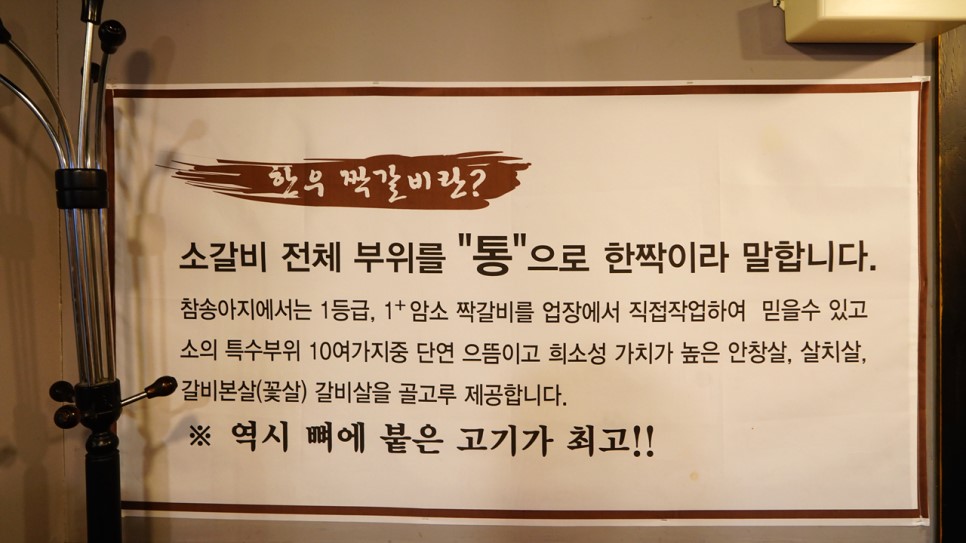 한우 짝갈비란?
소갈비 전체 부위를 "통"으로 한짝이라 말합니다.
참송아지에서는 1등급, 1+암소 짝갈비를 업장에서 직접작업하여 믿을수 있고
소의 특수부위 10여가지중 단연 으뜸이고 희소성 가치가 높은 안창살, 살치살,
갈비본살(꽃살) 갈비살을 골고루 제공합니다.
※ 역시 뼈에 붙은 고기가 최고!!